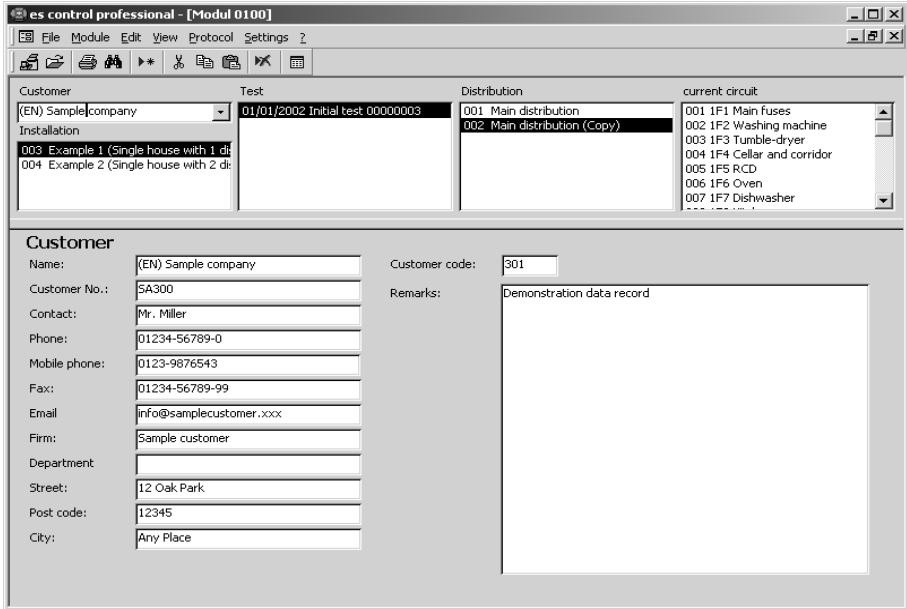 es control professional - [Modul 0100]
File Module Edit View Protocol Settings ?
Customer
(EN) Sample company
Installation
003 Example 1 (Single house with 1 di
004 Example 2 (Single house with 2 di
Test
01/01/2002 Initial test 00000003
Distribution
001 Main distribution
002 Main distribution (Copy)
current circuit
001 1F1 Main fuses
002 1F2 Washing machine
003 1F3 Tumble-dryer
004 1F4 Cellar and corridor
005 1F5 RCD
006 1F6 Oven
007 1F7 Dishwasher
Customer
Name: (EN) Sample company
Customer No.: SA300
Contact: Mr. Miller
Phone: 01234-56789-0
Mobile phone: 0123-9876543
Fax: 01234-56789-99
Email info@samplecustomer.xxx
Firm: Sample customer
Department
Street: 12 Oak Park
Post code: 12345
City: Any Place
Customer code: 301
Remarks: Demonstration data record